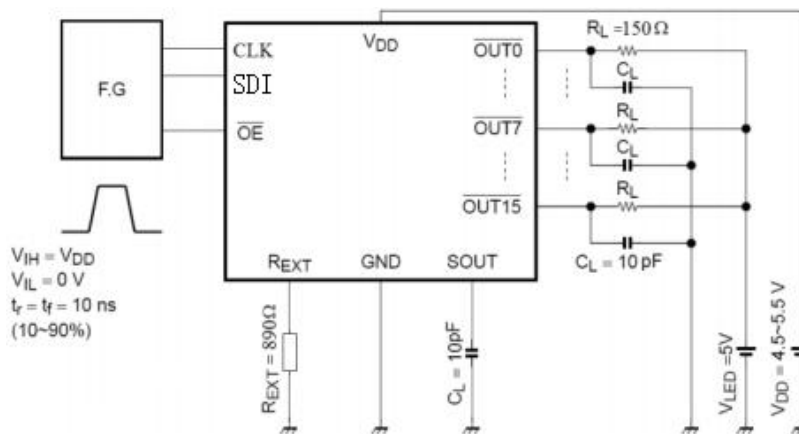 F.G
CLK
SDI
OE
VDD
OUT0
OUT7
OUT15
REXT
GND
SOUT
RL =150Ω
CL
RL
CL
RL
CL = 10 pF
VIH = VDD
VIL = 0 V
tr = tf = 10 ns
(10~90%)
REXT = 890Ω
CL = 10pF
VLED =5V
VDD = 4.5~5.5 V